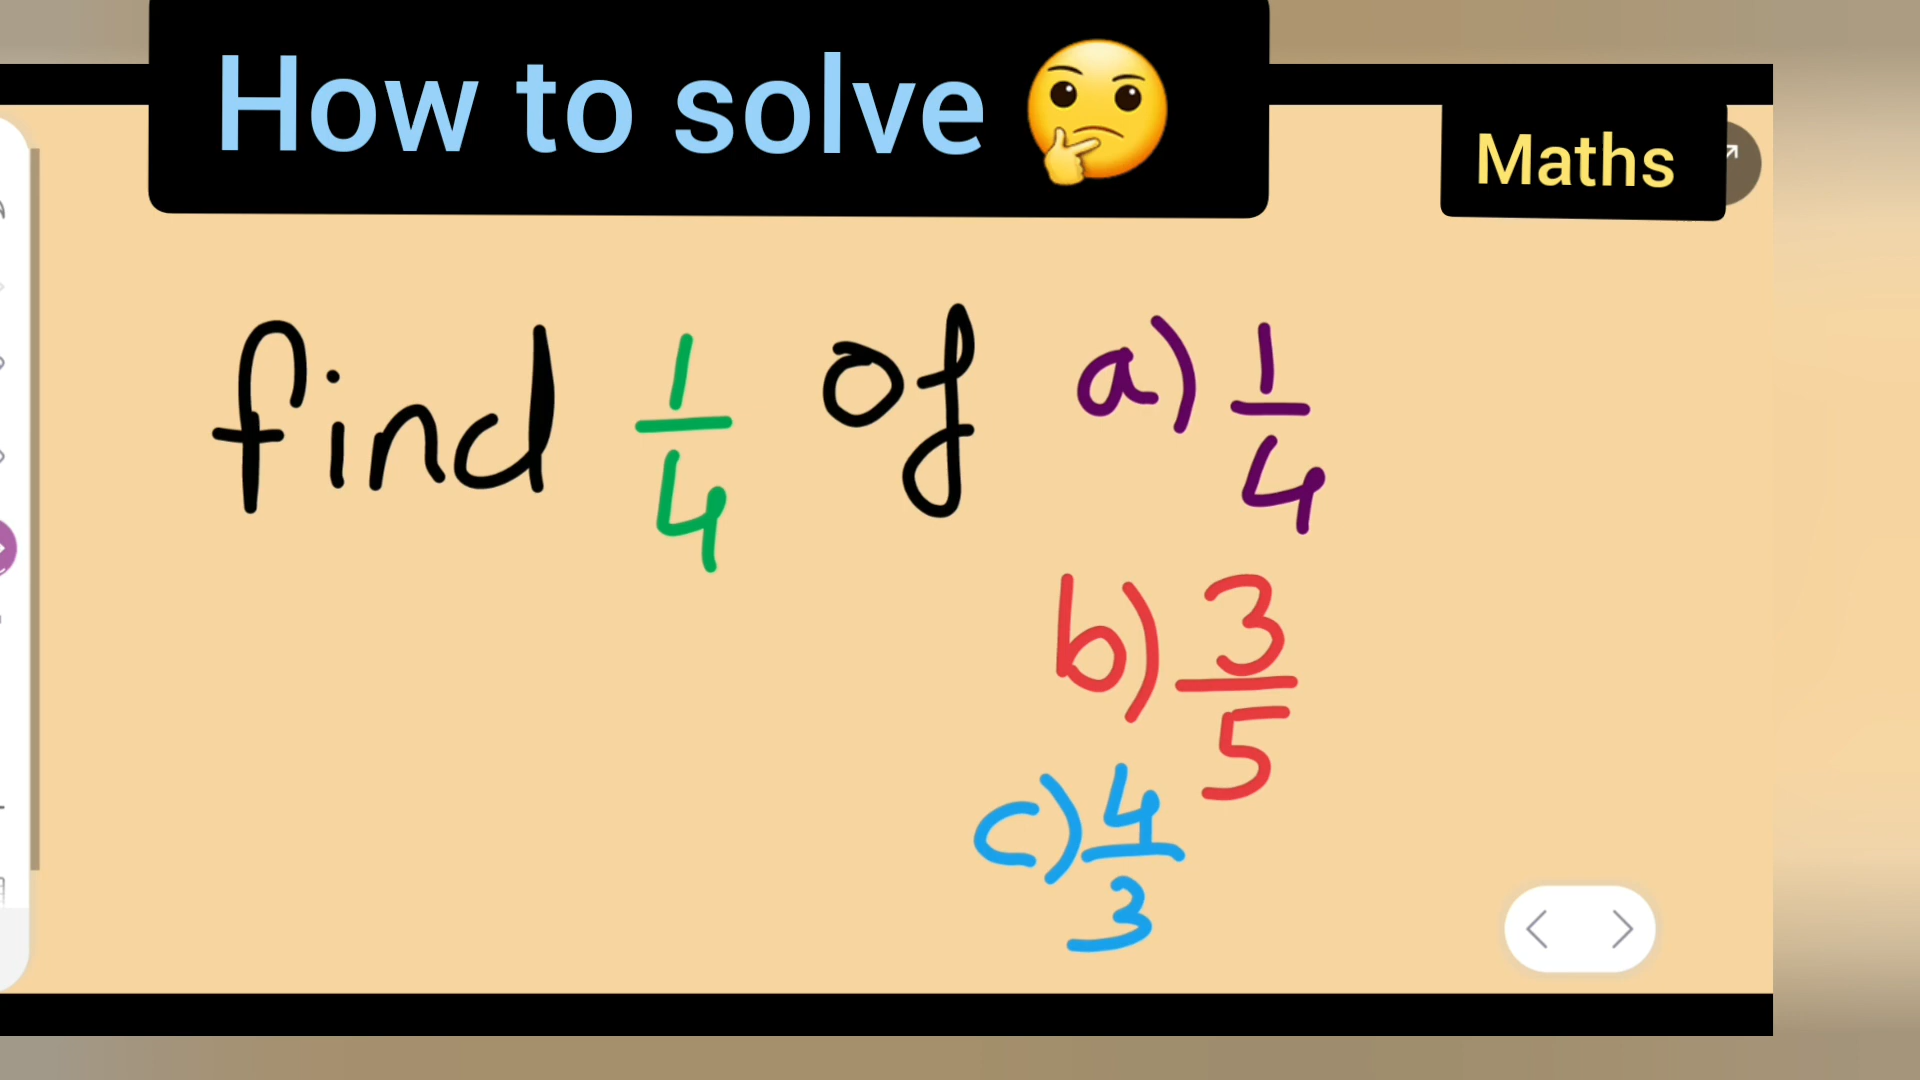 How to solve 🤔
Maths
find 1/4 of a) 1/4
b) 3/5
c) 4/3